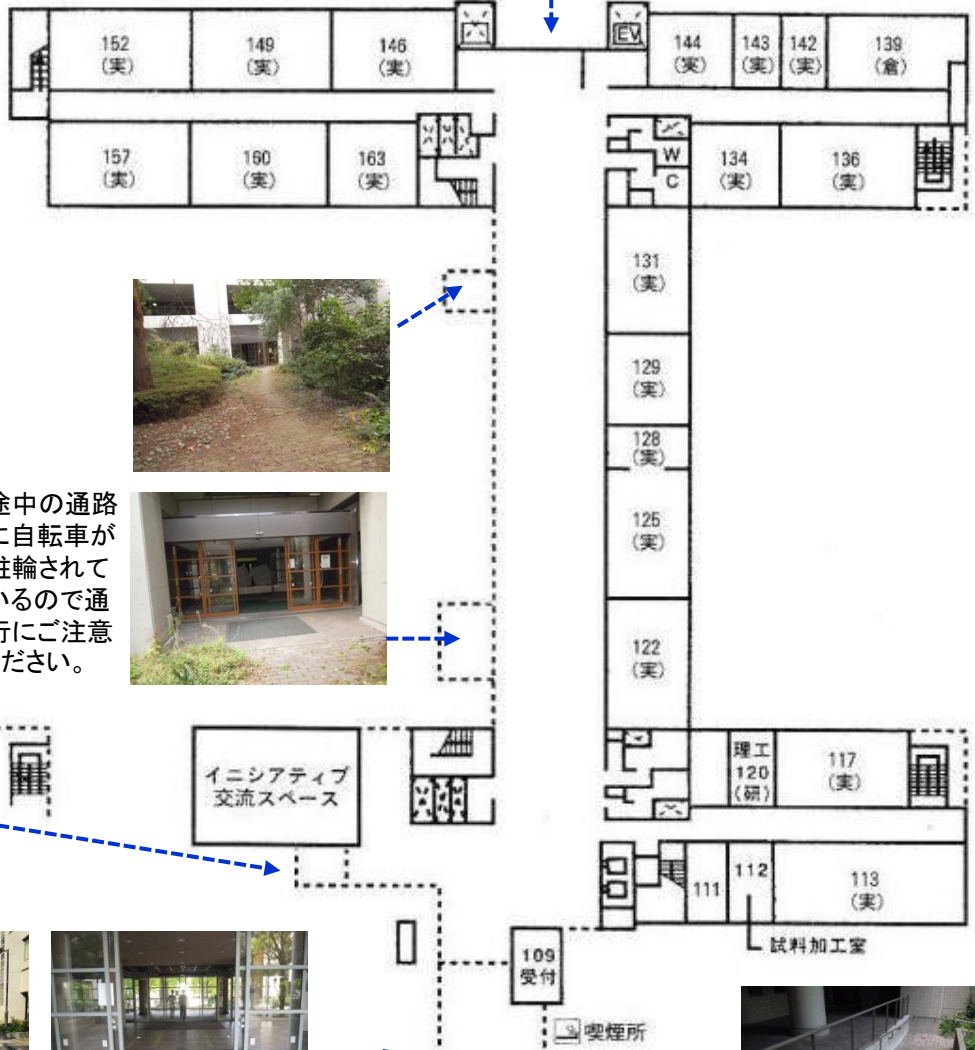 EV
152
(実)
149
(実)
146
(実)
144
(実)
143
(実)
142
(実)
139
(倉)
157
(実)
160
(実)
163
(実)
W
C
134
(実)
136
(実)
131
(実)
129
(実)
128
(実)
125
(実)
122
(実)
途中の通路
に自転車が
駐輪されて
いるので通
行にご注意
ください。
イニシアティブ
交流スペース
理工
120
(研)
117
(実)
111
112
113
(実)
試料加工室
109
受付
喫煙所